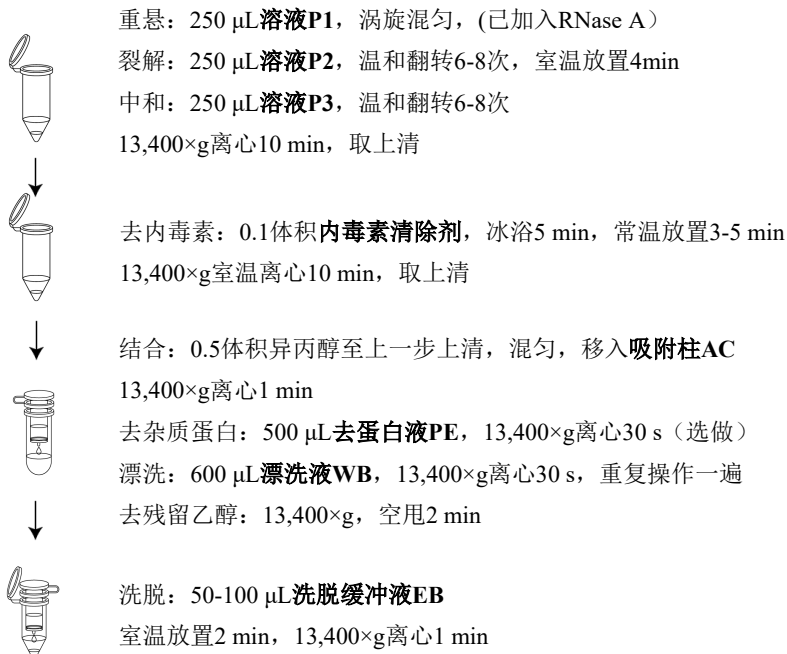 重悬：250 μL溶液P1，涡旋混匀，(已加入RNase A）
裂解：250 μL溶液P2，温和翻转6-8次，室温放置4min
中和：250 μL溶液P3，温和翻转6-8次
13,400×g离心10 min，取上清
去内毒素：0.1体积内毒素清除剂，冰浴5 min，常温放置3-5 min
13,400×g室温离心10 min，取上清
结合：0.5体积异丙醇至上一步上清，混匀，移入吸附柱AC
13,400×g离心1 min
去杂质蛋白：500 μL去蛋白液PE，13,400×g离心30 s（选做）
漂洗：600 μL漂洗液WB，13,400×g离心30 s，重复操作一遍
去残留乙醇：13,400×g，空甩2 min
洗脱：50-100 μL洗脱缓冲液EB
室温放置2 min，13,400×g离心1 min